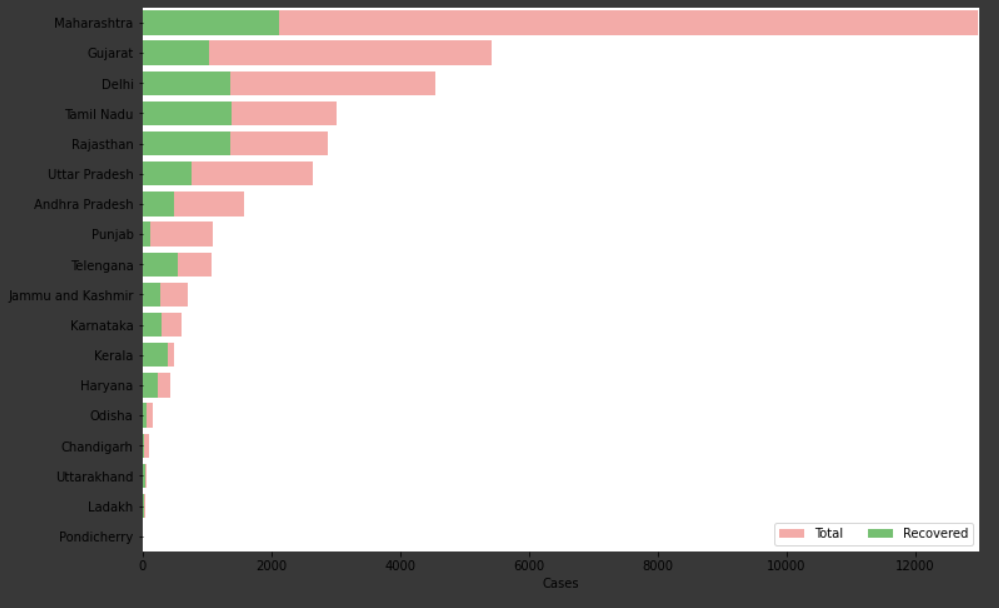 Maharashtra
Gujarat
Delhi
Tamil Nadu
Rajasthan
Uttar Pradesh
Andhra Pradesh
Punjab
Telengana
Jammu and Kashmir
Karnataka
Kerala
Haryana
Odisha
Chandigarh
Uttarakhand
Ladakh
Pondicherry
Total Recovered
0 2000 4000 6000 8000 10000 12000
Cases